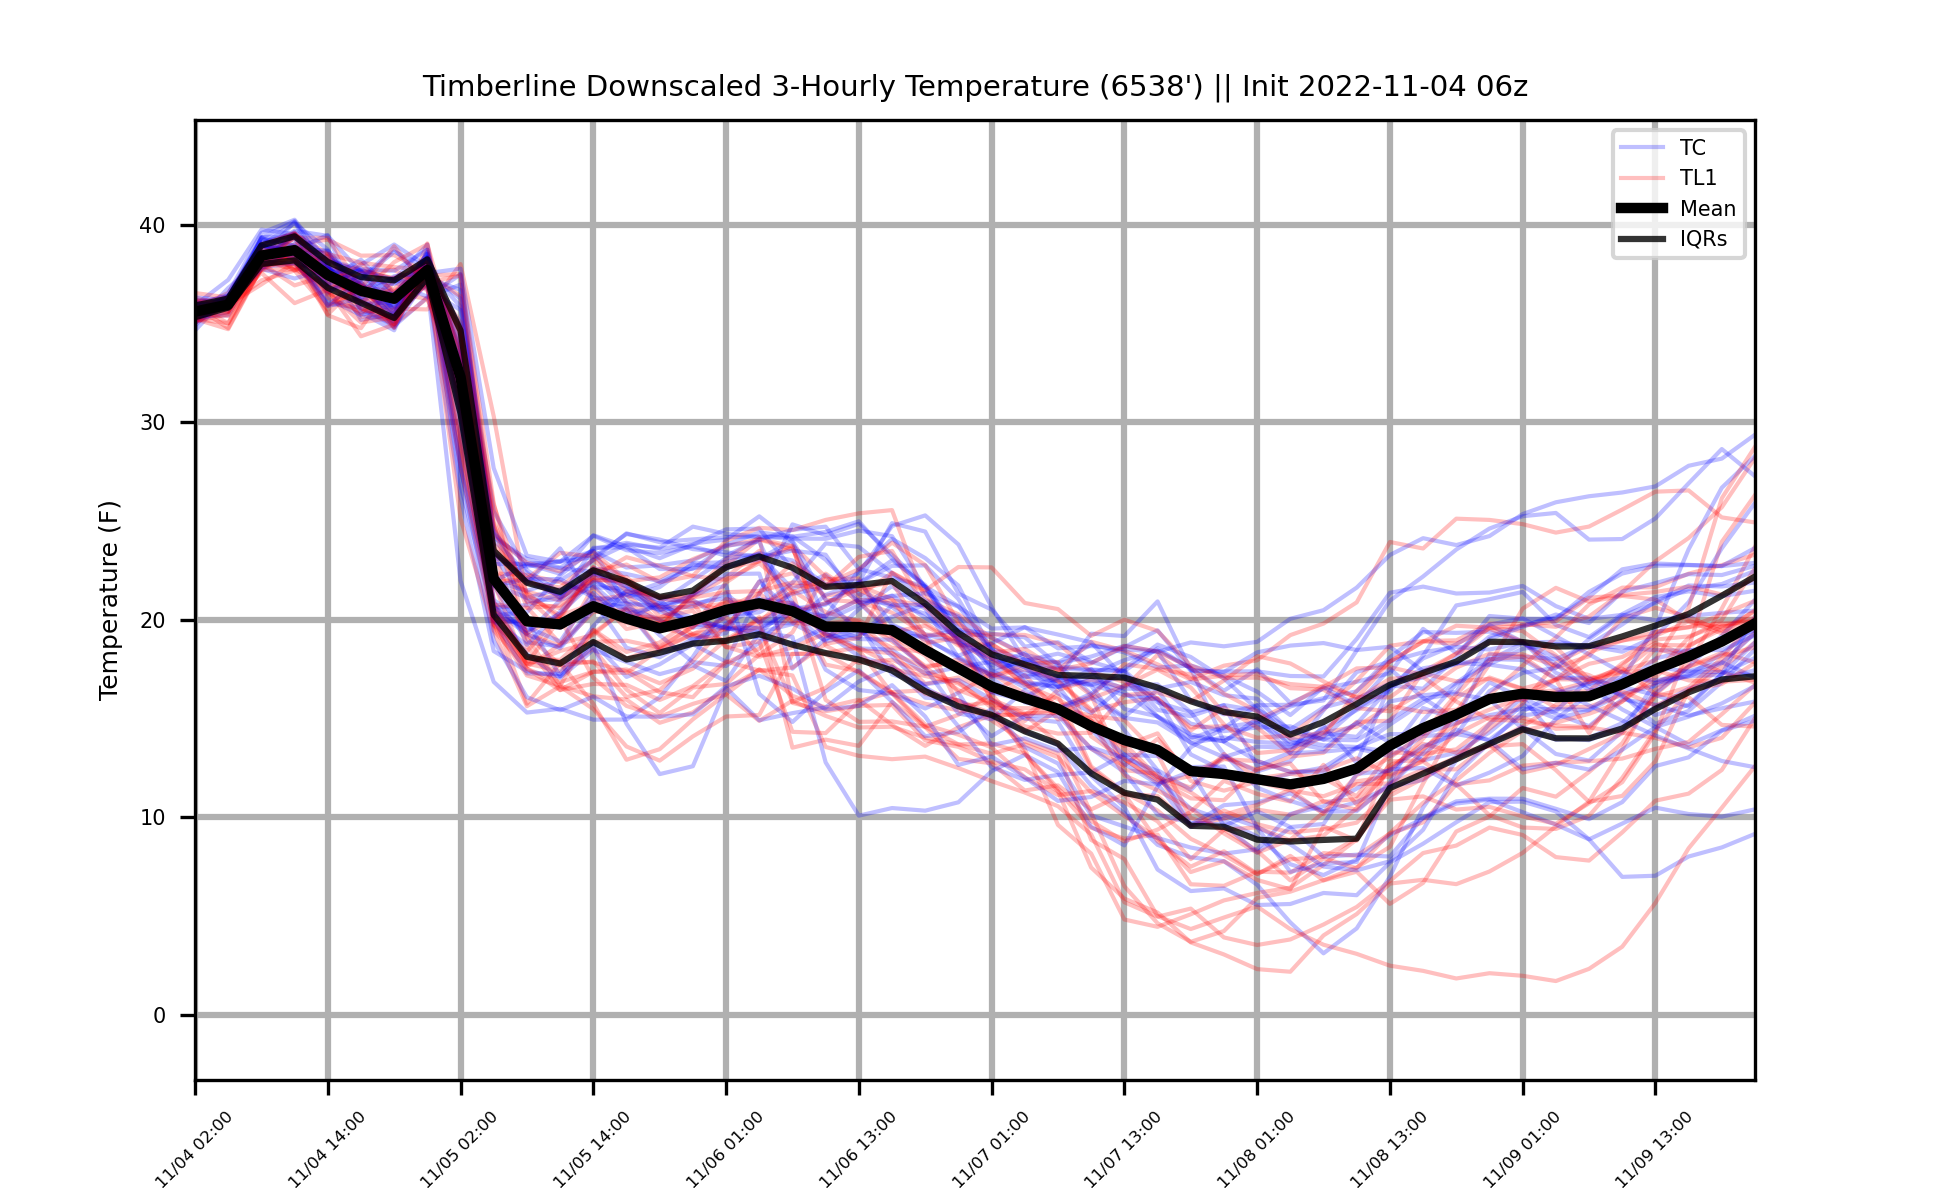 Timberline Downscaled 3-Hourly Temperature (6538') || Init 2022-11-04 06z
TC
TL1
Mean
IQRs
Temperature (F)
40
30
20
10
0
11/04 02:00
11/04 14:00
11/05 02:00
11/05 14:00
11/06 01:00
11/06 13:00
11/07 01:00
11/07 13:00
11/08 01:00
11/08 13:00
11/09 01:00
11/09 13:00